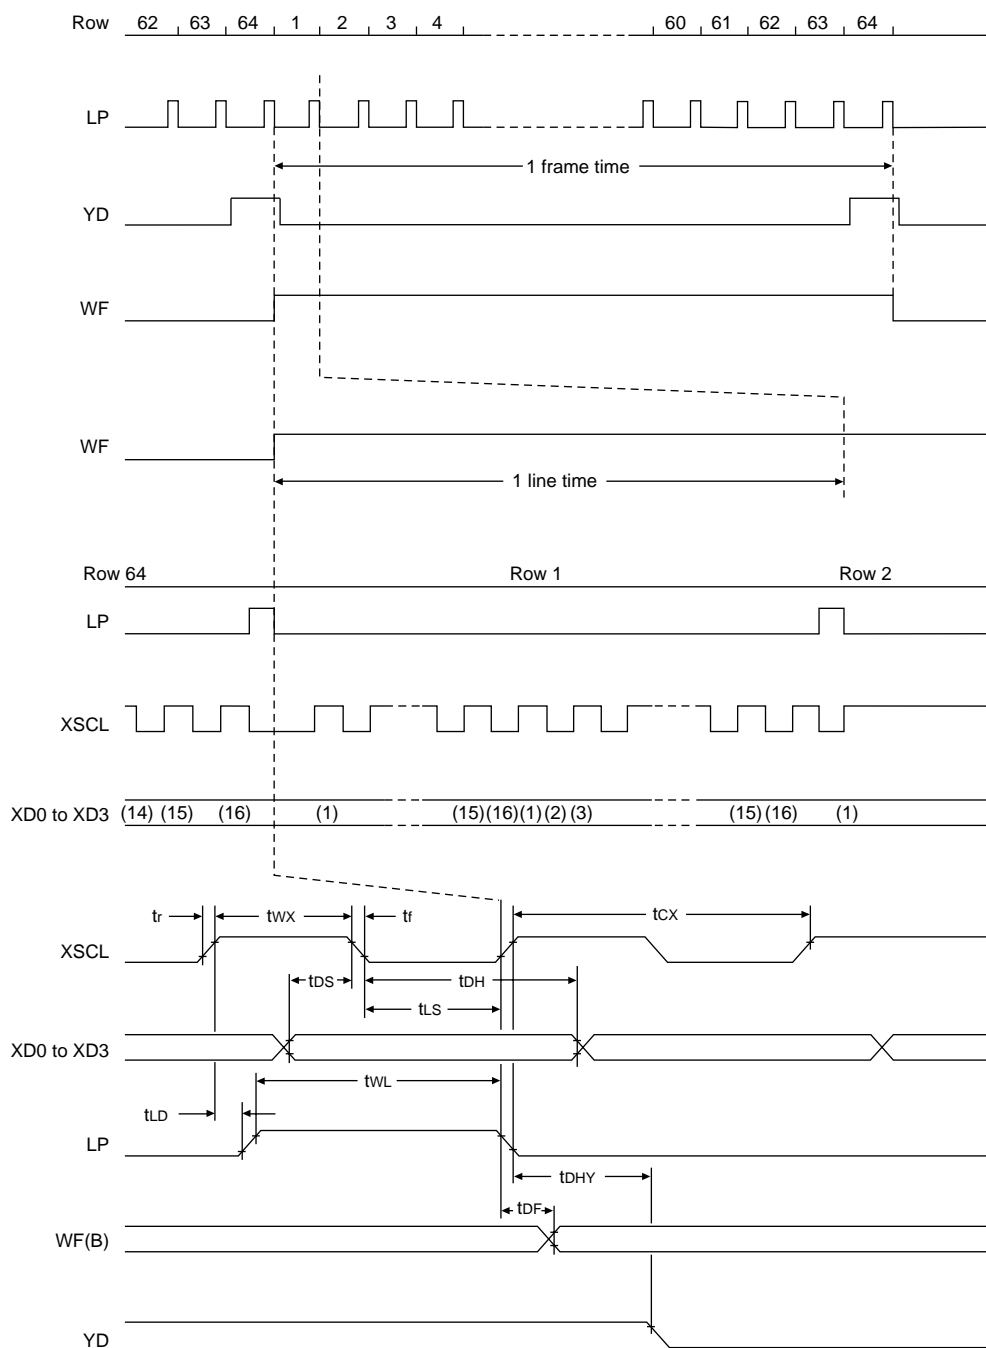 Row 62 63 64 1 2 3 4 60 61 62 63 64
LP
1 frame time
YD
WF
WF
1 line time
Row 64 Row 1 Row 2
LP
XSCL
XD0 to XD3 (14) (15) (16) (1) (15) (16) (1) (2) (3) (15) (16) (1)
tr tWX tf tCX
XSCL
tDS tDH
tLS
XD0 to XD3
tWL
tLD
LP
tDHY
tDF
WF(B)
YD